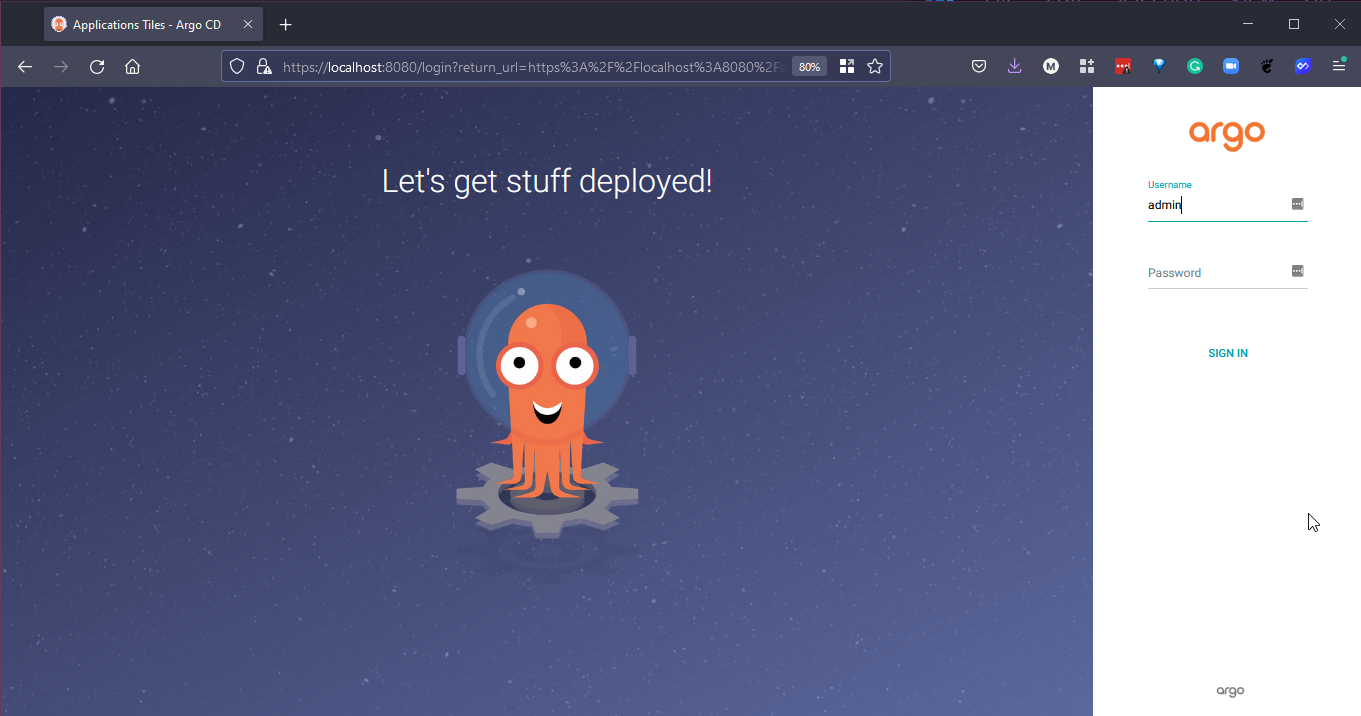 Applications Tiles - Argo CD
https://localhost:8080/login?return_url=https%3A%2F%2Flocalhost%3A8080%2F
80%
M
argo
Let's get stuff deployed!
Username
admin
Password
SIGN IN
argo